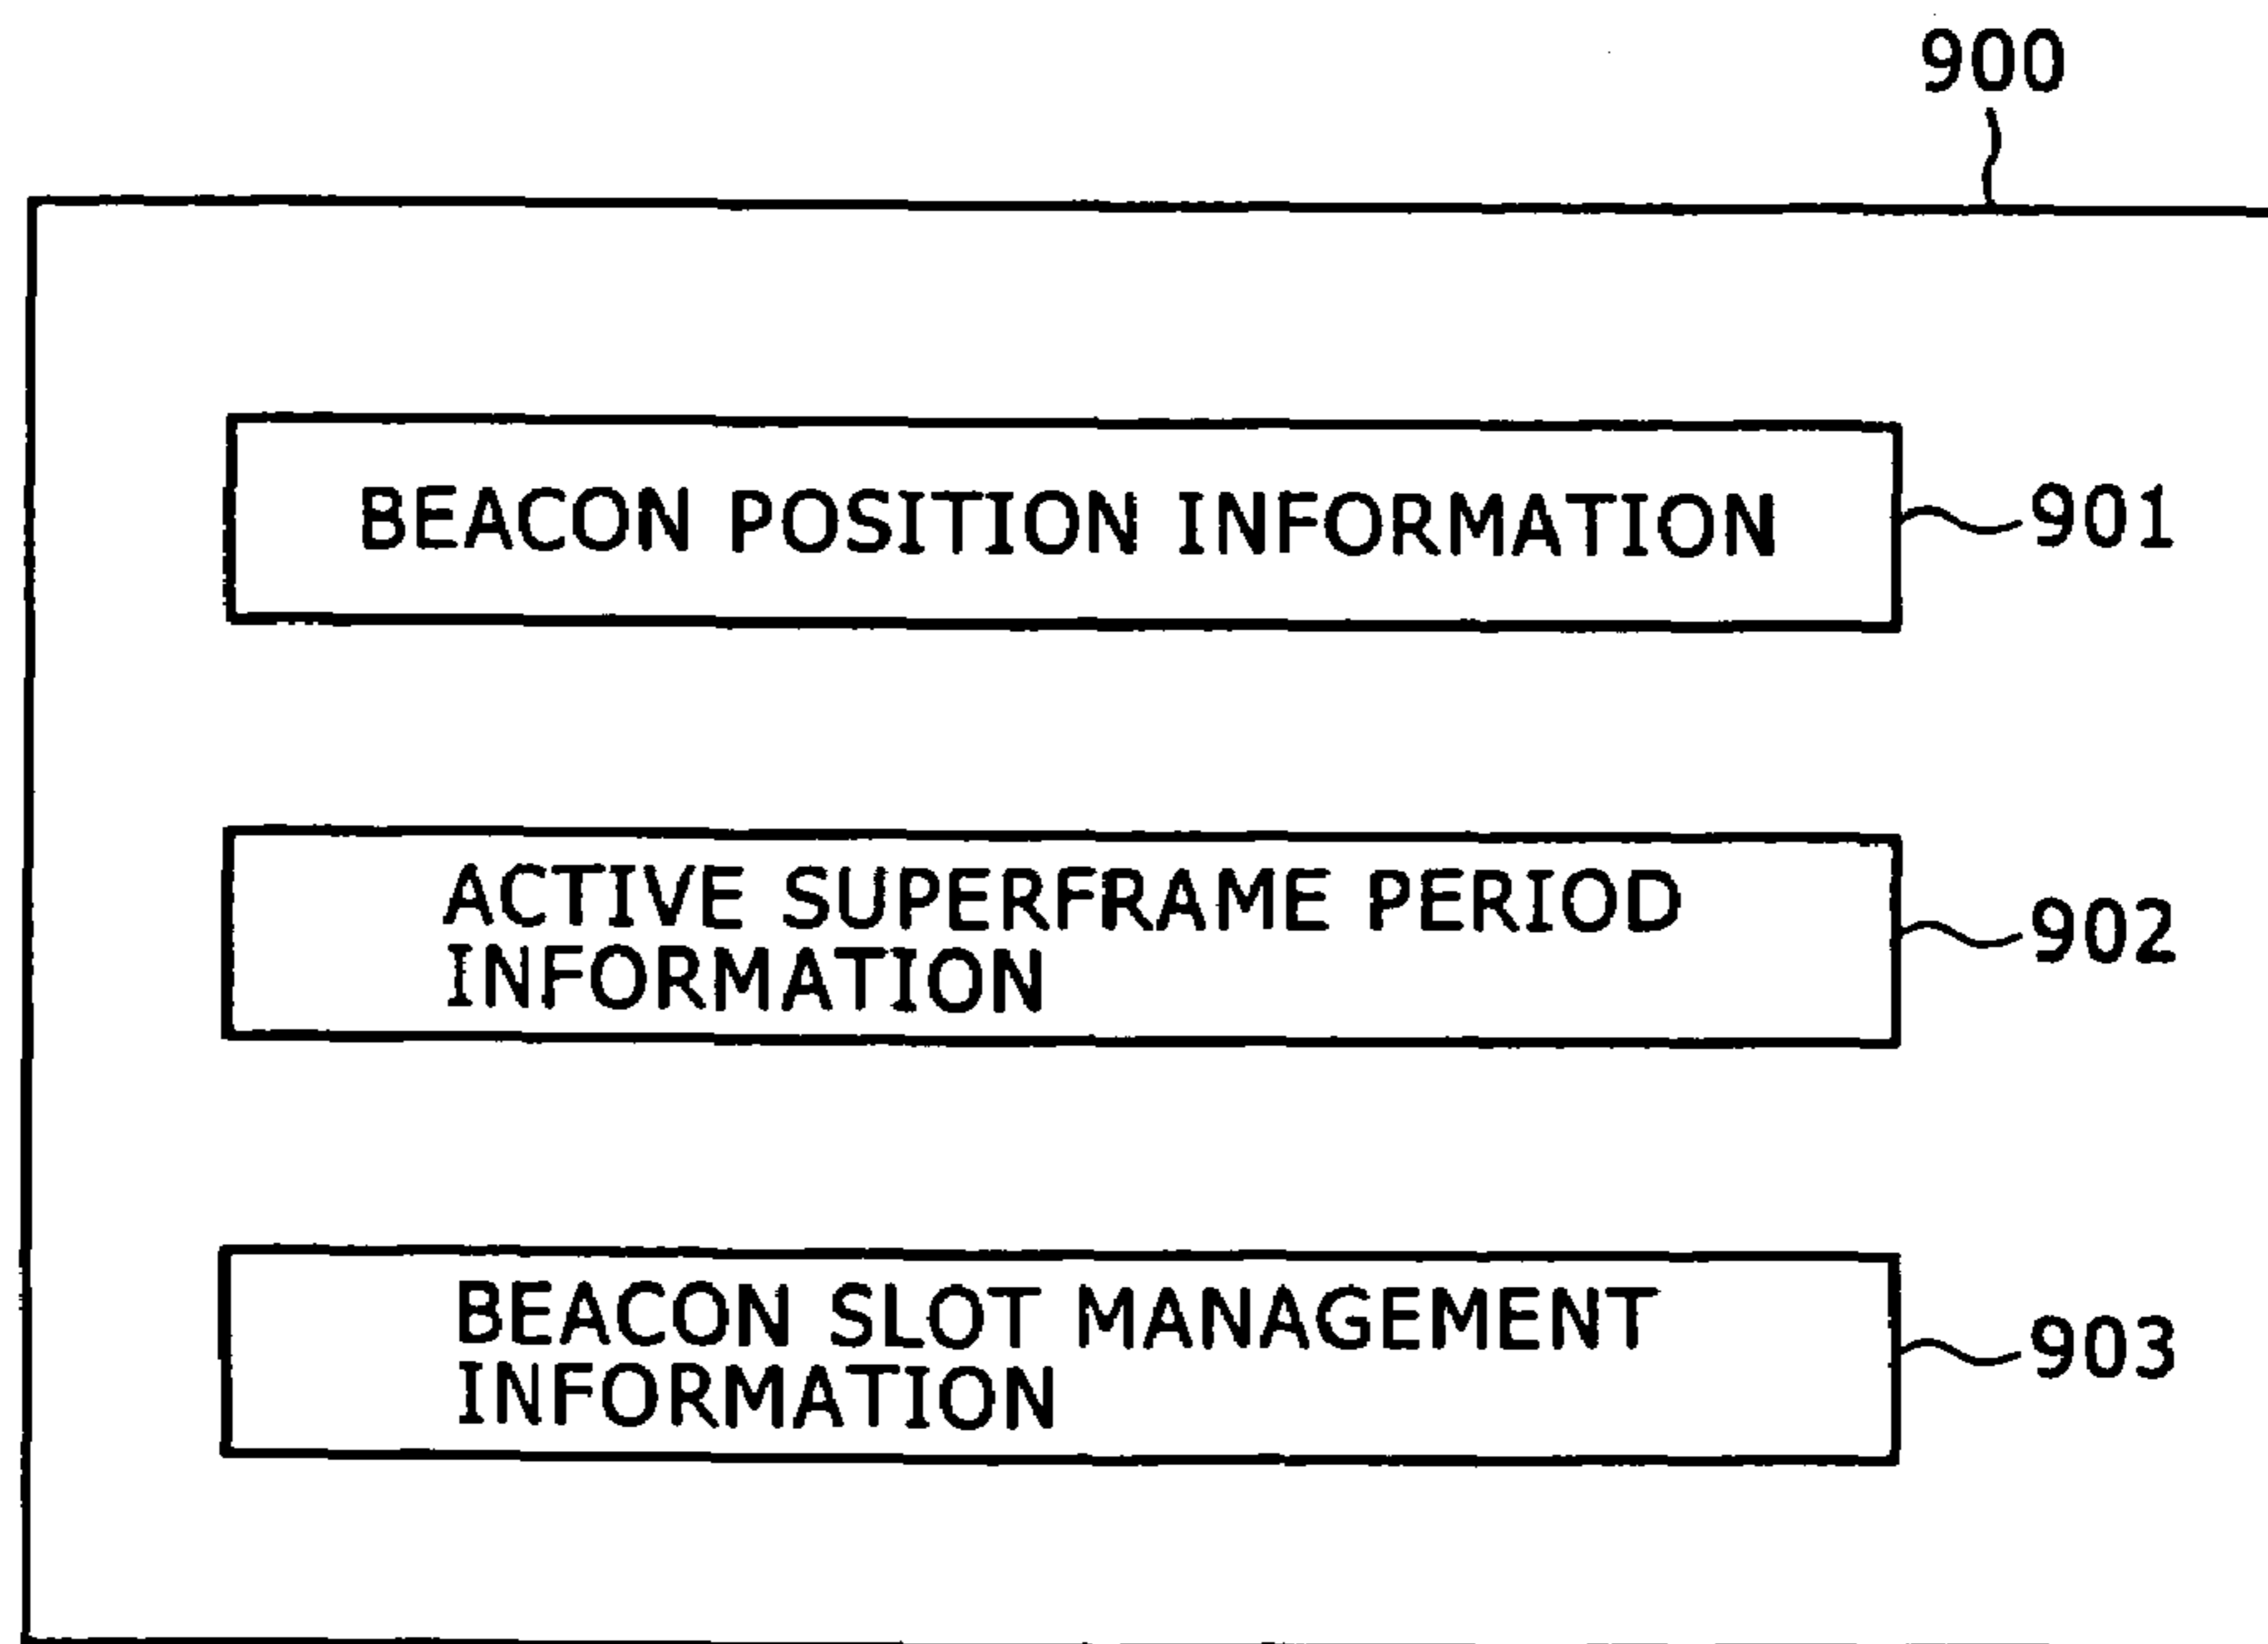 900
BEACON POSITION INFORMATION
901
ACTIVE SUPERFRAME PERIOD
INFORMATION
902
BEACON SLOT MANAGEMENT
INFORMATION
903